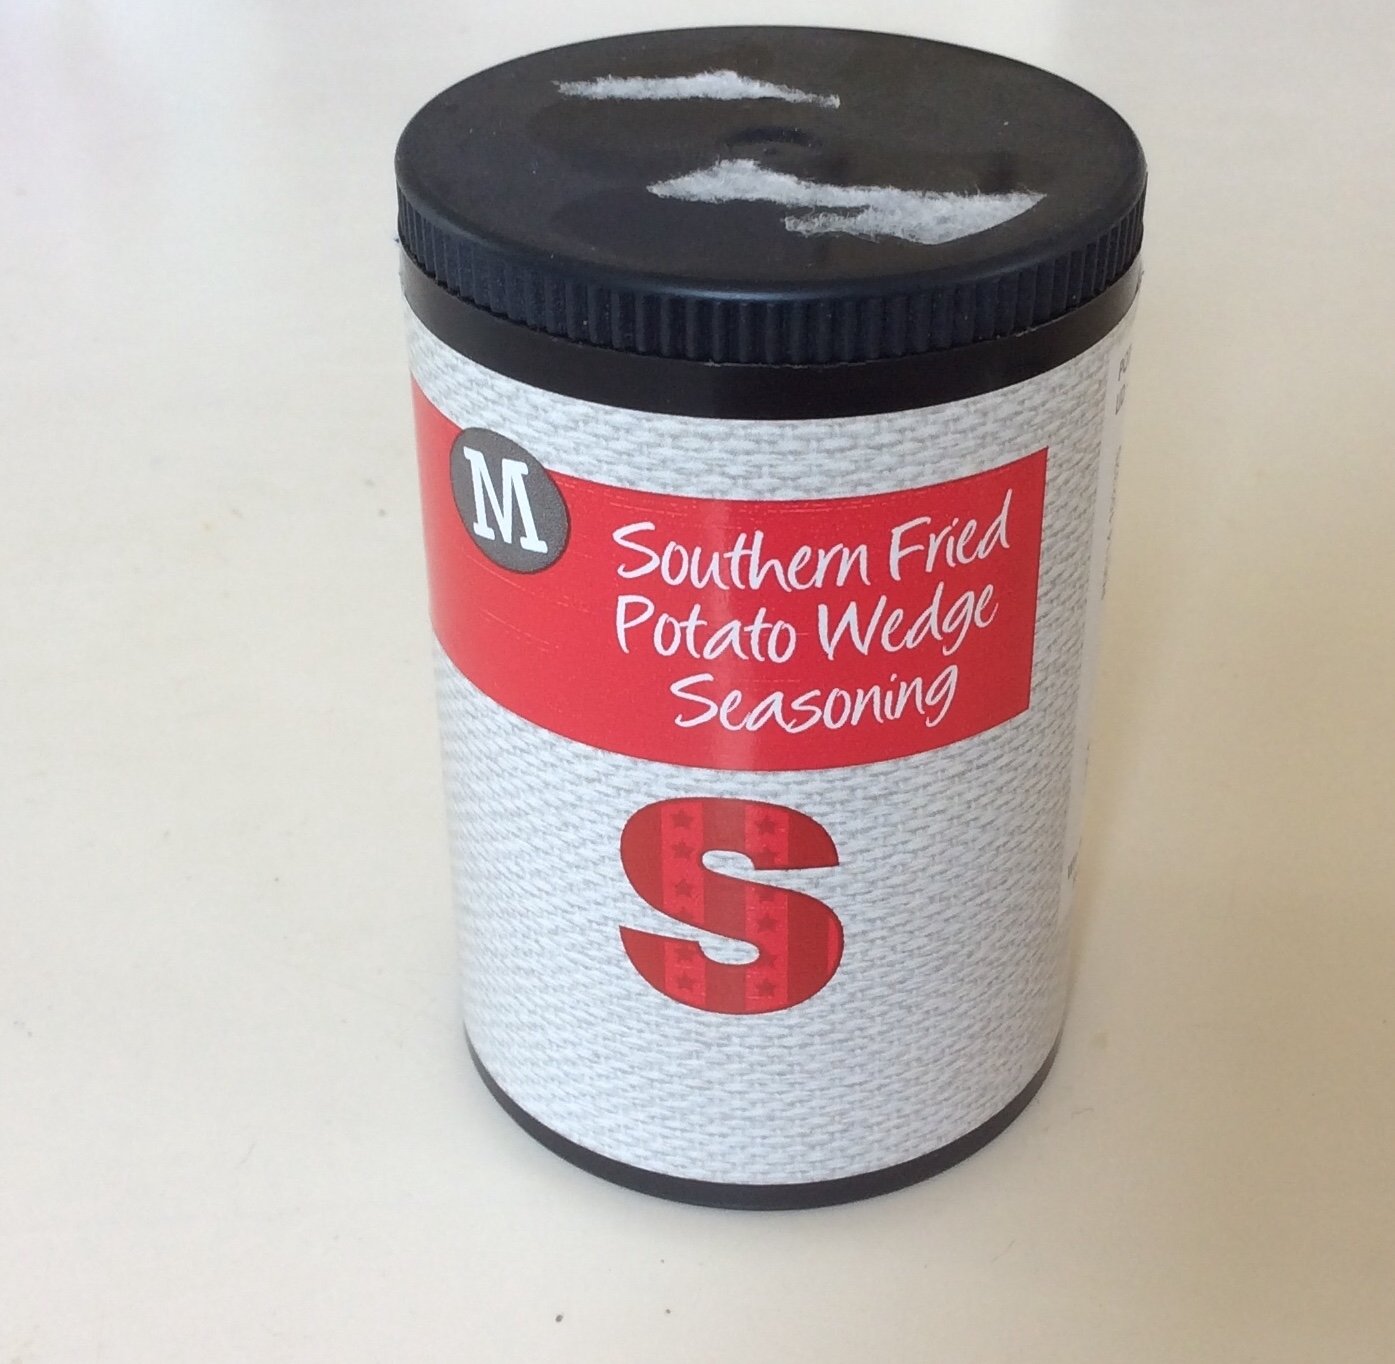 M
Southern Fried
Potato Wedge
Seasoning
S